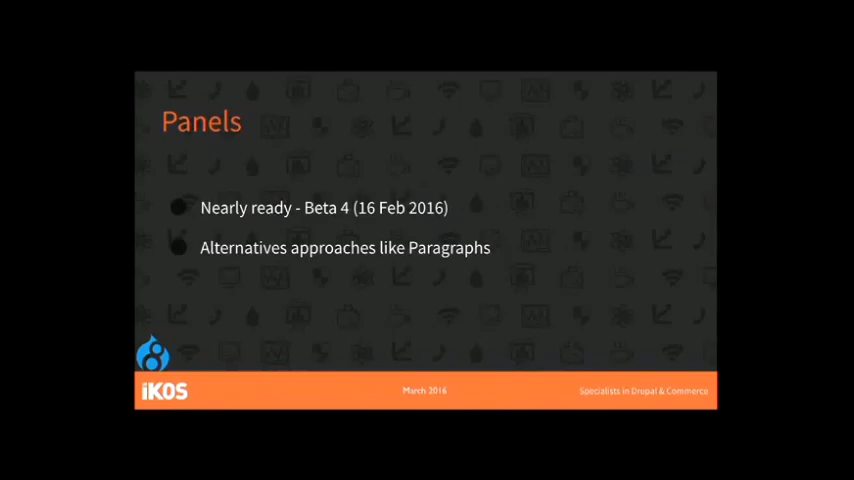 Panels
Nearly ready - Beta 4 (16 Feb 2016)
Alternatives approaches like Paragraphs
iKOS
March 2016
Specialists in Drupal & Commerce